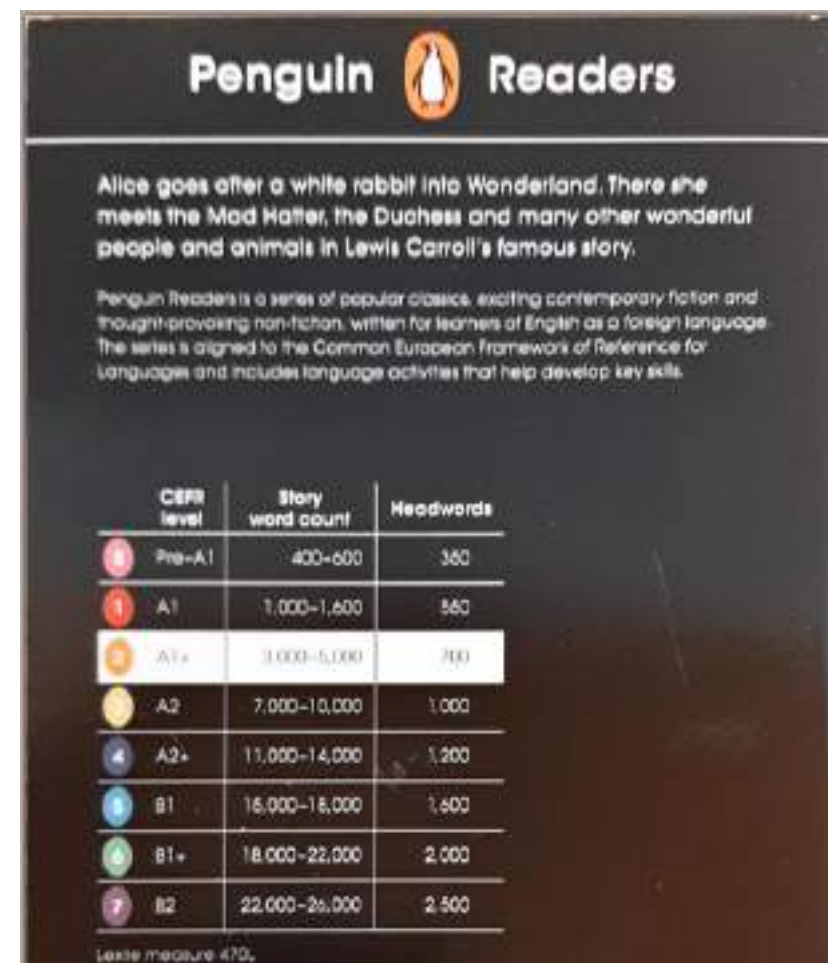 Penguin Readers
Alice goes after a white rabbit into Wonderland. There she
meets the Mad Hatter, the Duchess and many other wonderful
people and animals in Lewis Carroll's famous story.
Penguin Readers is a series of popular classics, exciting contemporary fiction and
thought-provoking non-fiction, written for learners of English as a foreign language.
The series is aligned to the Common European Framework of Reference for
Languages and includes language activities that help develop key skills.
CEFR level Story word count Headwords
Pre-A1 400–600
1 A1 1,000–1,600
2 A1+ 3,000–5,000 700
A2 7,000–10,000 1,000
4 A2+ 11,000–14,000 1,200
5 B1 1,600
6 B1+ 18,000–22,000 2,000
7 B2 22,000–26,000 2,500
Lexile measure 470L